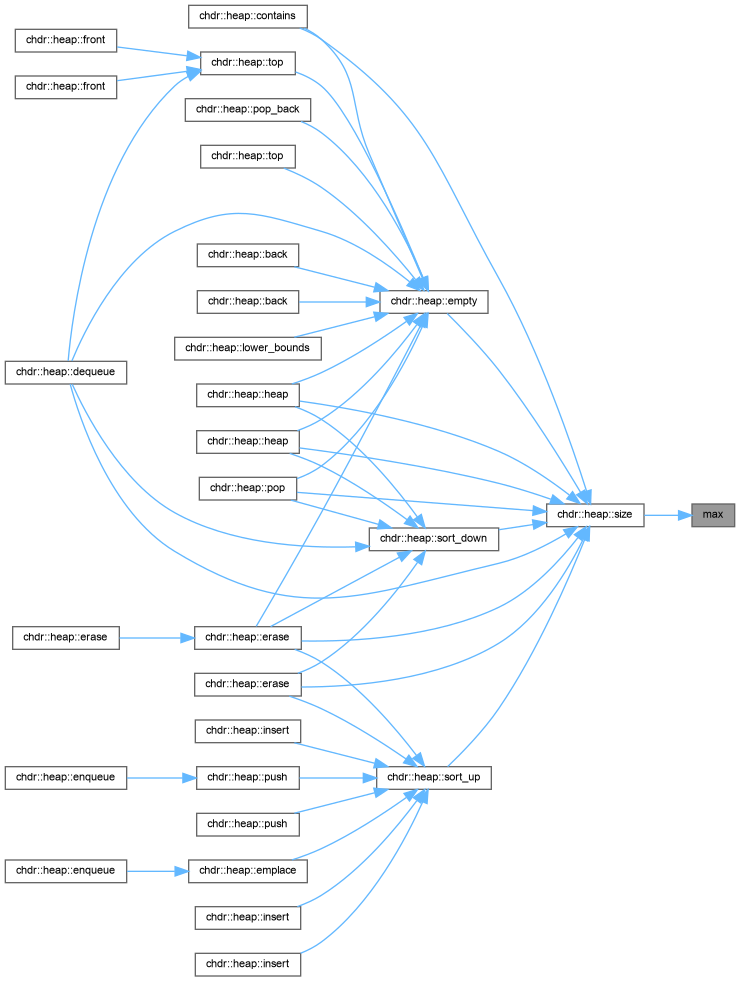 chdr::heap::contains
chdr::heap::front
chdr::heap::top
chdr::heap::front
chdr::heap::pop_back
chdr::heap::top
chdr::heap::back
chdr::heap::empty
chdr::heap::back
chdr::heap::lower_bounds
chdr::heap::dequeue
chdr::heap::heap
chdr::heap::heap
chdr::heap::pop
chdr::heap::size
max
chdr::heap::sort_down
chdr::heap::erase
chdr::heap::erase
chdr::heap::erase
chdr::heap::insert
chdr::heap::enqueue
chdr::heap::push
chdr::heap::sort_up
chdr::heap::push
chdr::heap::enqueue
chdr::heap::emplace
chdr::heap::insert
chdr::heap::insert